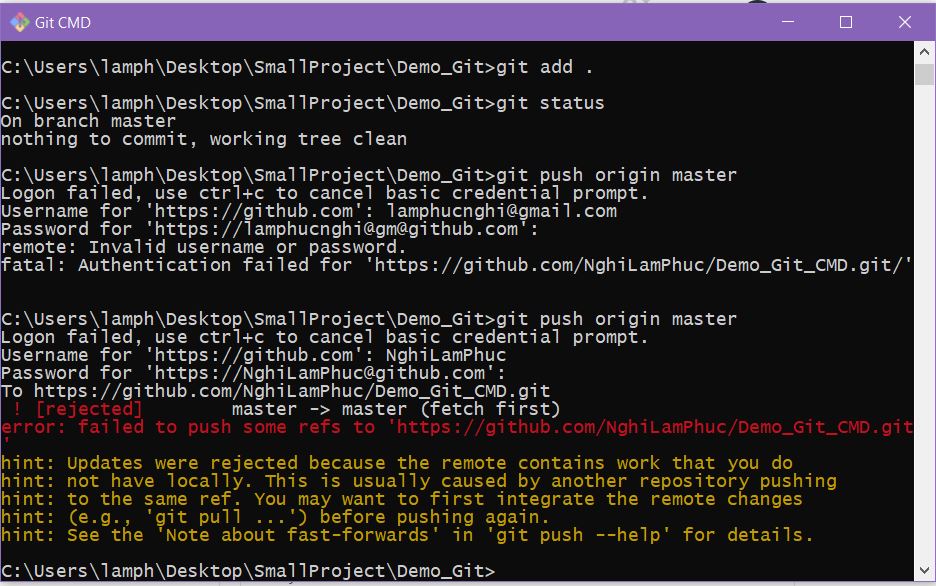 Git CMD
C:\Users\lamph\Desktop\SmallProject\Demo_Git>git add .
C:\Users\lamph\Desktop\SmallProject\Demo_Git>git status
On branch master
nothing to commit, working tree clean
C:\Users\lamph\Desktop\SmallProject\Demo_Git>git push origin master
Logon failed, use ctrl+c to cancel basic credential prompt.
Username for 'https://github.com': lamphucnghi@gmail.com
Password for 'https://lamphucnghi@gm@github.com':
remote: Invalid username or password.
fatal: Authentication failed for 'https://github.com/NghiLamPhuc/Demo_Git_CMD.git/'
C:\Users\lamph\Desktop\SmallProject\Demo_Git>git push origin master
Logon failed, use ctrl+c to cancel basic credential prompt.
Username for 'https://github.com': NghiLamPhuc
Password for 'https://NghiLamPhuc@github.com':
To https://github.com/NghiLamPhuc/Demo_Git_CMD.git
! [rejected]        master -> master (fetch first)
error: failed to push some refs to 'https://github.com/NghiLamPhuc/Demo_Git_CMD.git
'
hint: Updates were rejected because the remote contains work that you do
hint: not have locally. This is usually caused by another repository pushing
hint: to the same ref. You may want to first integrate the remote changes
hint: (e.g., 'git pull ...') before pushing again.
hint: See the 'Note about fast-forwards' in 'git push --help' for details.
C:\Users\lamph\Desktop\SmallProject\Demo_Git>